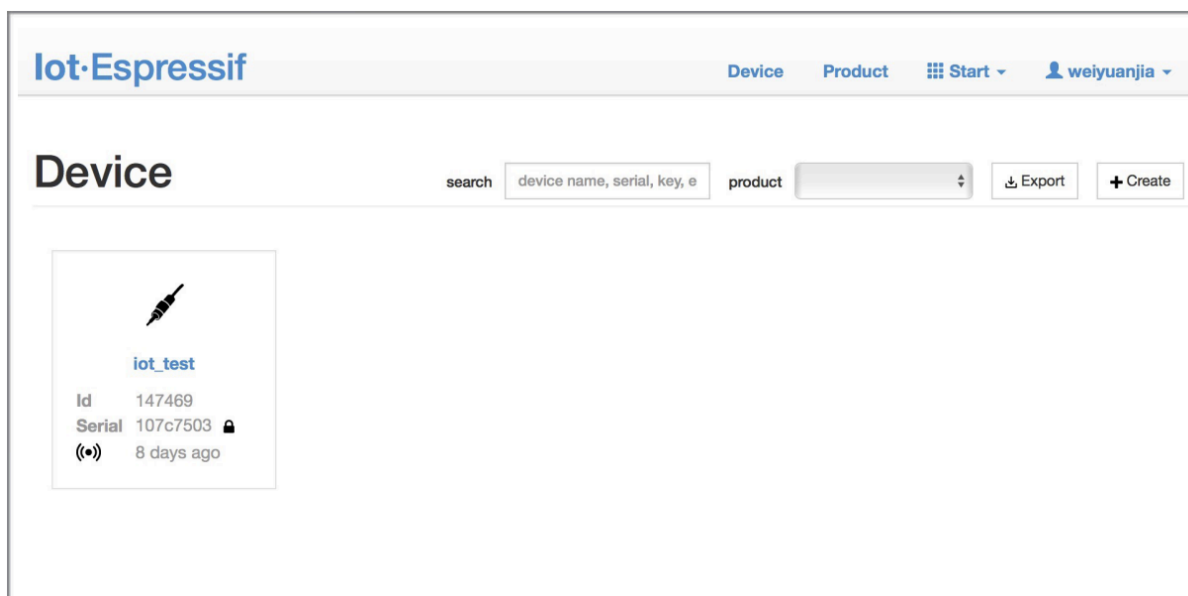 Iot·Espressif
Device Product Start weiyuanjia
Device
search device name, serial, key, e product Export Create
iot_test
Id 147469
Serial 107c7503
8 days ago